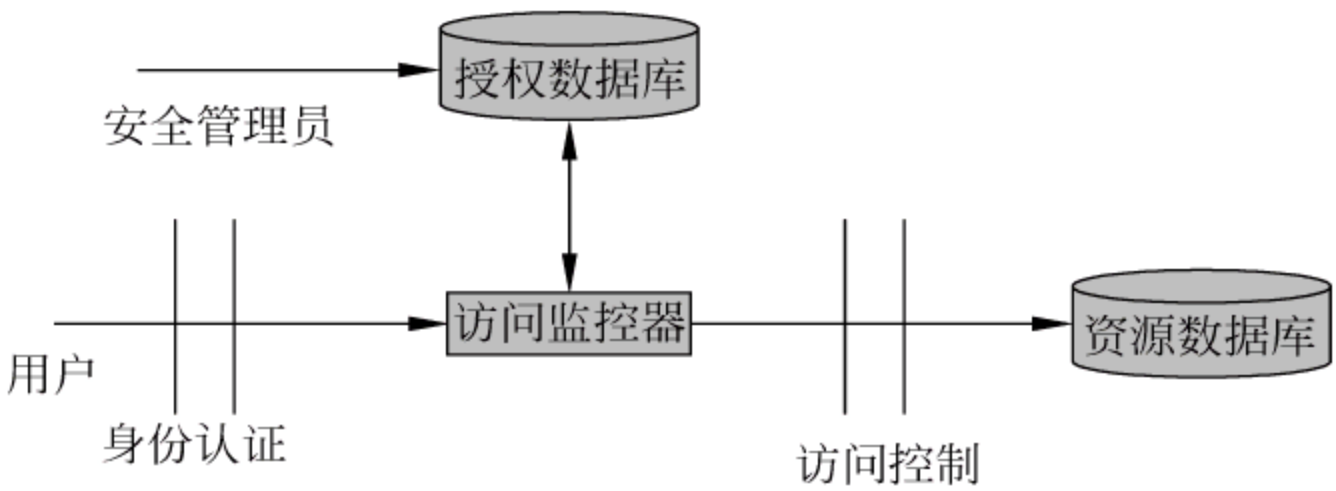 授权数据库
安全管理员
访问监控器
资源数据库
用户
身份认证
访问控制